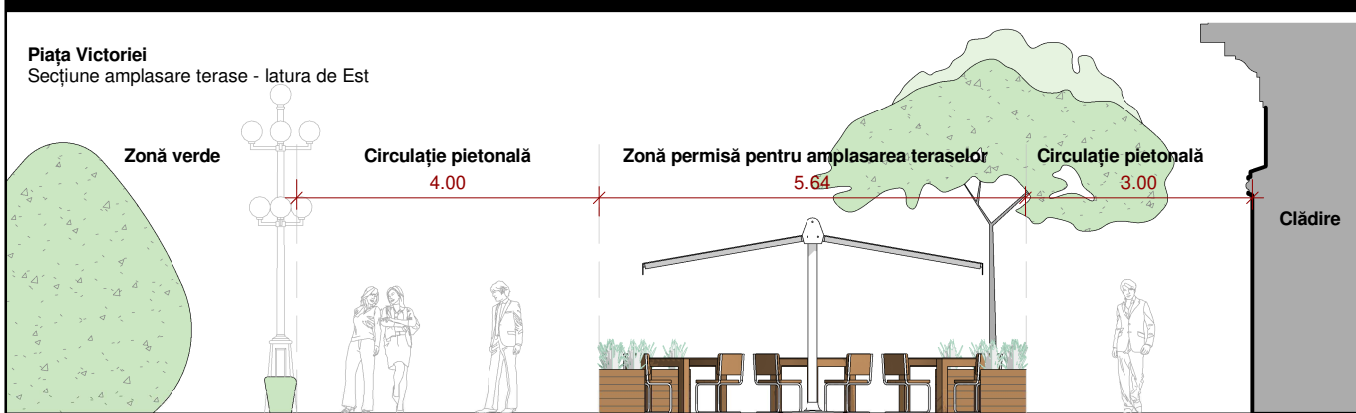 Piața Victoriei
Secțiune amplasare terase - latura de Est
Zonă verde
Circulație pietonală
Zonă permisă pentru amplasarea teraselor
Circulație pietonală
4.00
5.64
3.00
Clădire